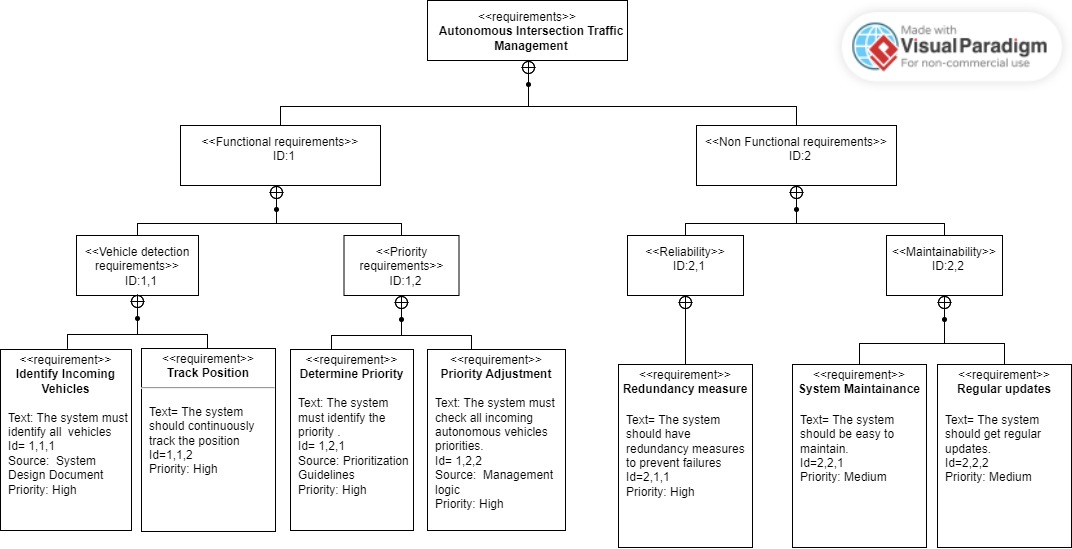 <<requirements>>
Autonomous Intersection Traffic
Management
Made with
Visual Paradigm
For non-commercial use
<<Functional requirements>>
ID:1
<<Non Functional requirements>>
ID:2
<<Vehicle detection
requirements>>
ID:1,1
<<Priority
requirements>>
ID:1,2
<<Reliability>>
ID:2,1
<<Maintainability>>
ID:2,2
<<requirement>>
Identify Incoming
Vehicles
Text: The system must
identify all vehicles
Id= 1,1,1
Source: System
Design Document
Priority: High
<<requirement>>
Track Position
Text= The system
should continuously
track the position
Id=1,1,2
Priority: High
<<requirement>>
Determine Priority
Text: The system
must identify the
priority .
Id= 1,2,1
Source: Prioritization
Guidelines
Priority: High
<<requirement>>
Priority Adjustment
Text: The system must
check all incoming
autonomous vehicles
priorities.
Id= 1,2,2
Source: Management
logic
Priority: High
<<requirement>>
Redundancy measure
Text= The system
should have
redundancy measures
to prevent failures
Id=2,1,1
Priority: High
<<requirement>>
System Maintainance
Text= The system
should be easy to
maintain.
Id=2,2,1
Priority: Medium
<<requirement>>
Regular updates
Text= The system
should get regular
updates.
Id=2,2,2
Priority: Medium